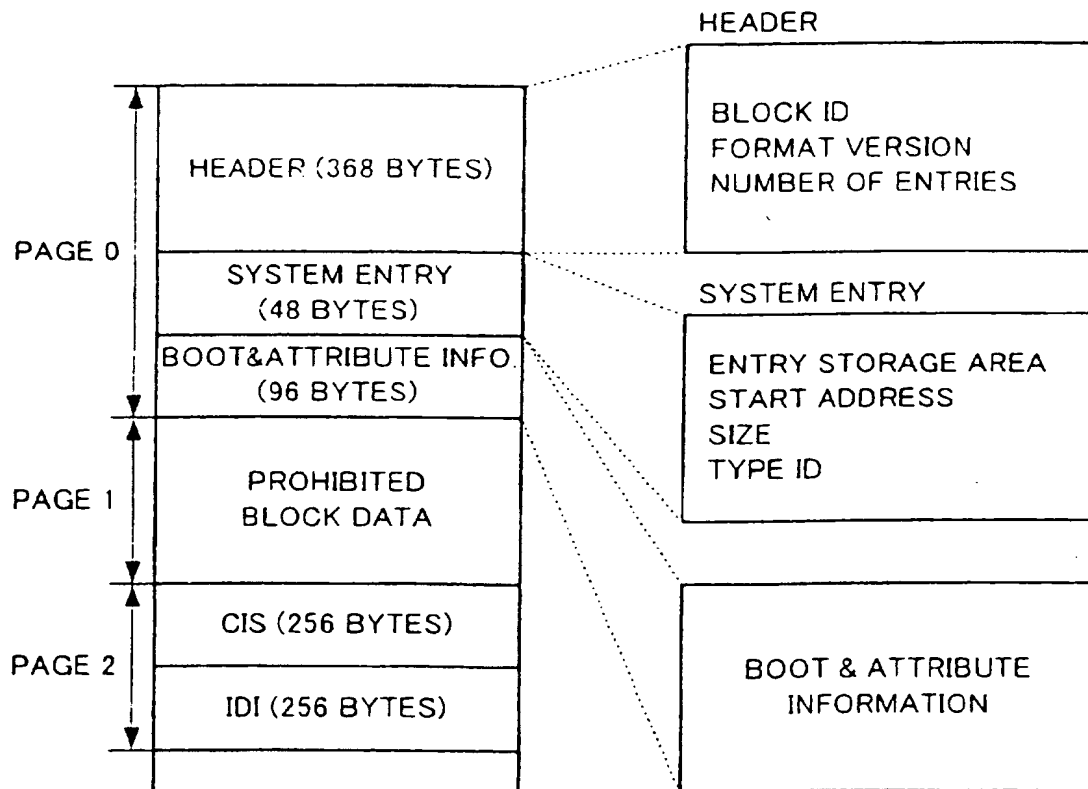 HEADER
BLOCK ID
FORMAT VERSION
NUMBER OF ENTRIES
HEADER (368 BYTES)
PAGE 0
SYSTEM ENTRY
(48 BYTES)
BOOT&ATTRIBUTE INFO.
(96 BYTES)
SYSTEM ENTRY
ENTRY STORAGE AREA
START ADDRESS
SIZE
TYPE ID
PAGE 1
PROHIBITED
BLOCK DATA
PAGE 2
CIS (256 BYTES)
IDI (256 BYTES)
BOOT & ATTRIBUTE
INFORMATION